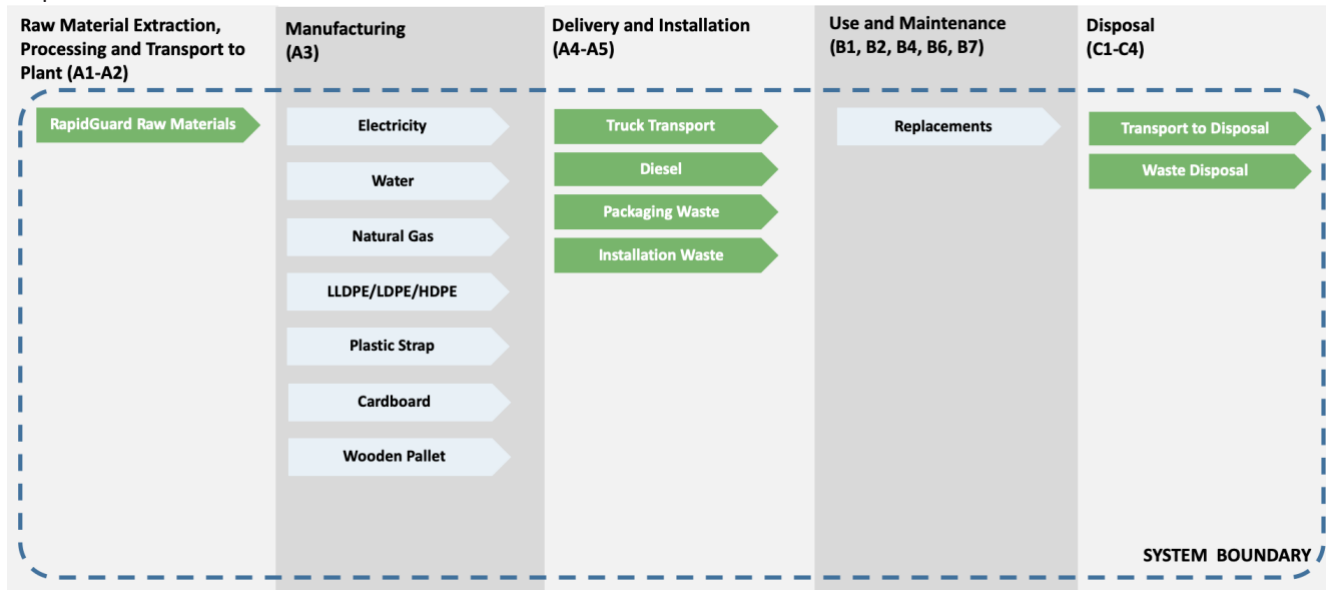 Raw Material Extraction,
Processing and Transport to
Plant (A1-A2)
RapidGuard Raw Materials
Manufacturing
(A3)
Electricity
Water
Natural Gas
LLDPE/LDPE/HDPE
Plastic Strap
Cardboard
Wooden Pallet
Delivery and Installation
(A4-A5)
Truck Transport
Diesel
Packaging Waste
Installation Waste
Use and Maintenance
(B1, B2, B4, B6, B7)
Replacements
Disposal
(C1-C4)
Transport to Disposal
Waste Disposal
SYSTEM BOUNDARY